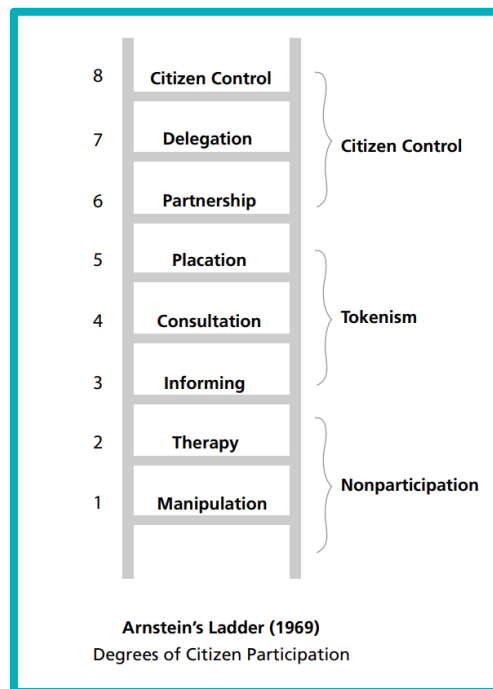 8 Citizen Control
7 Delegation
Citizen Control
6 Partnership
5 Placation
4 Consultation
Tokenism
3 Informing
2 Therapy
Nonparticipation
1 Manipulation
Arnstein's Ladder (1969)
Degrees of Citizen Participation